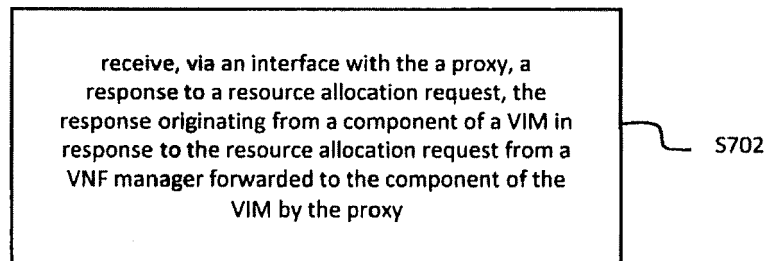 receive, via an interface with the a proxy, a
response to a resource allocation request, the
response originating from a component of a VIM in
response to the resource allocation request from a
VNF manager forwarded to the component of the
VIM by the proxy
S702